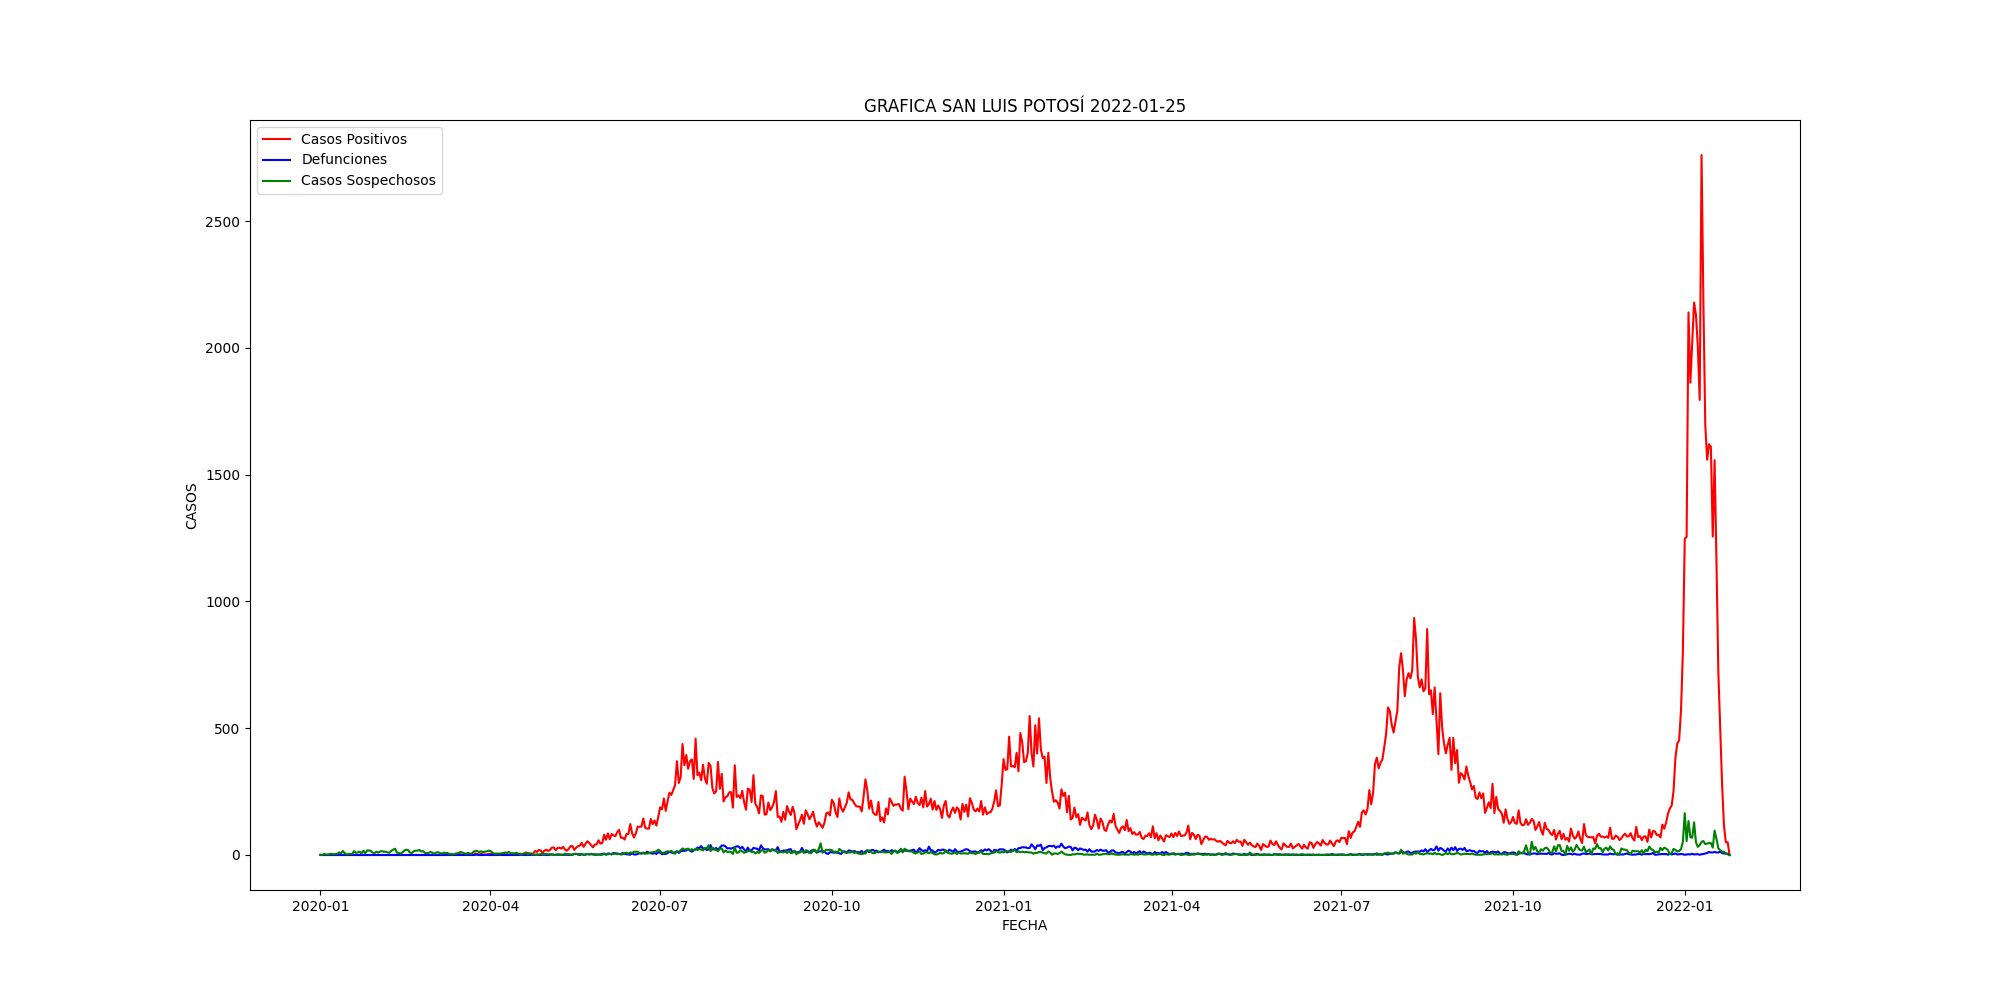 GRAFICA SAN LUIS POTOSÍ 2022-01-25
Casos Positivos
Defunciones
Casos Sospechosos
2500
2000
1500
1000
500
0
CASOS
2020-01 2020-04 2020-07 2020-10 2021-01 2021-04 2021-07 2021-10 2022-01
FECHA